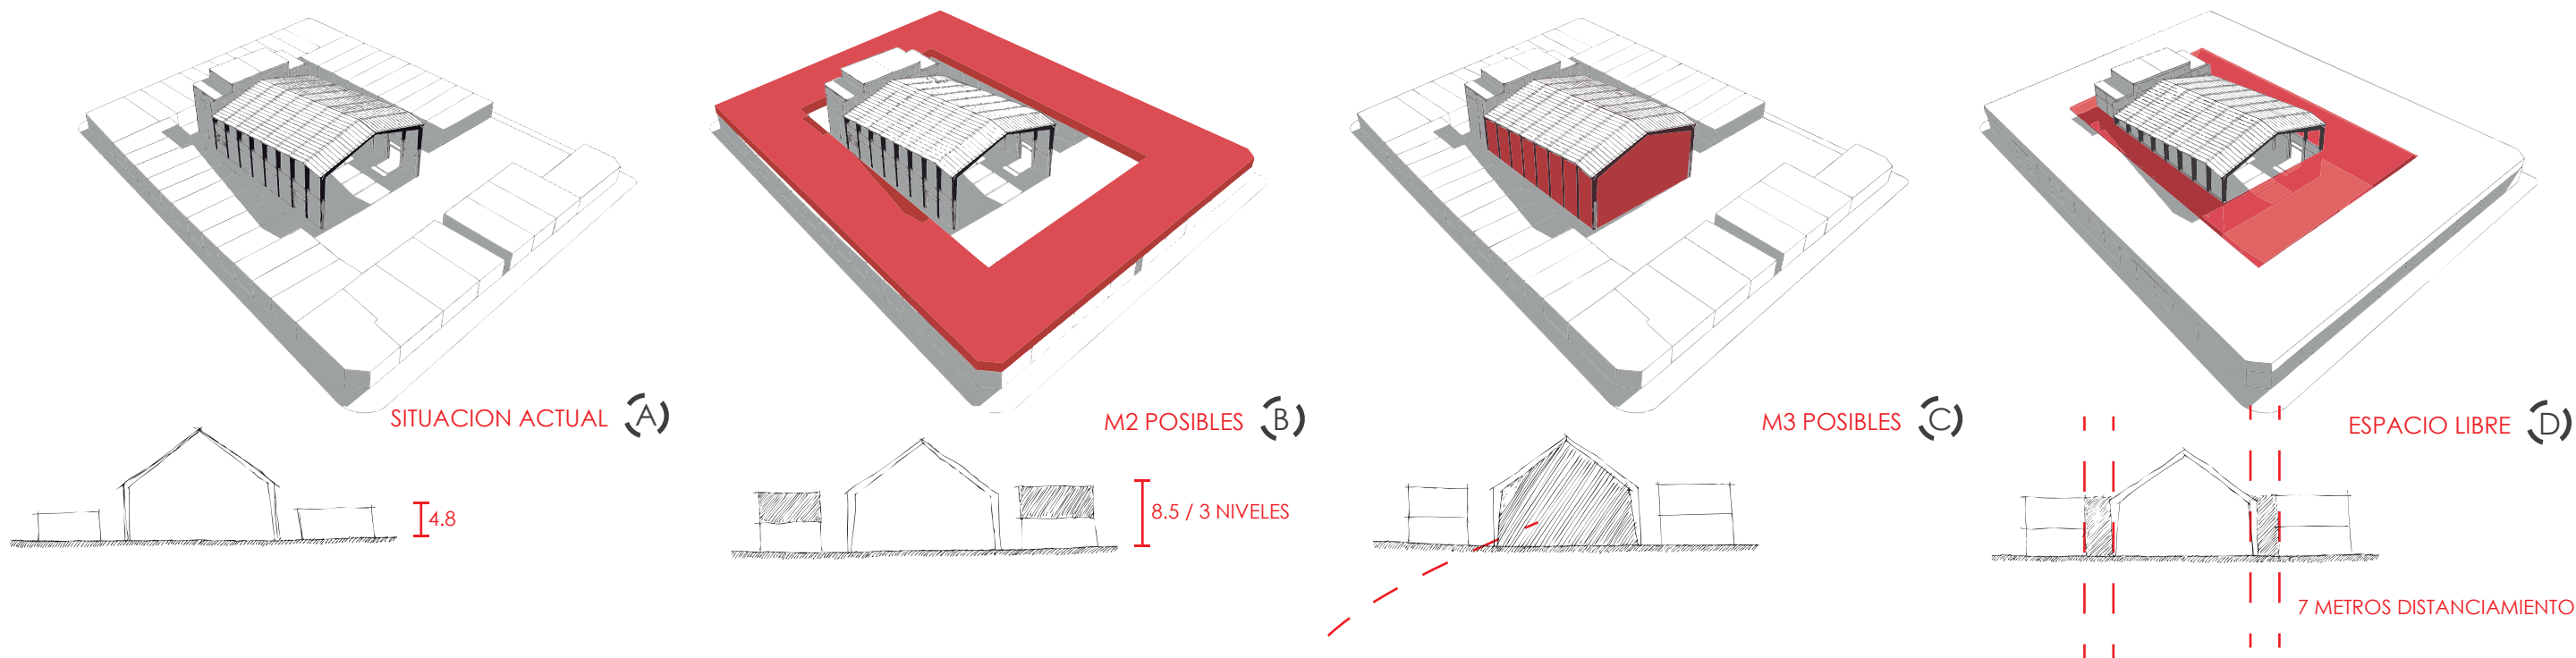 SITUACION ACTUAL A
M2 POSIBLES B
M3 POSIBLES C
ESPACIO LIBRE D
4.8
8.5 / 3 NIVELES
7 METROS DISTANCIAMIENTO